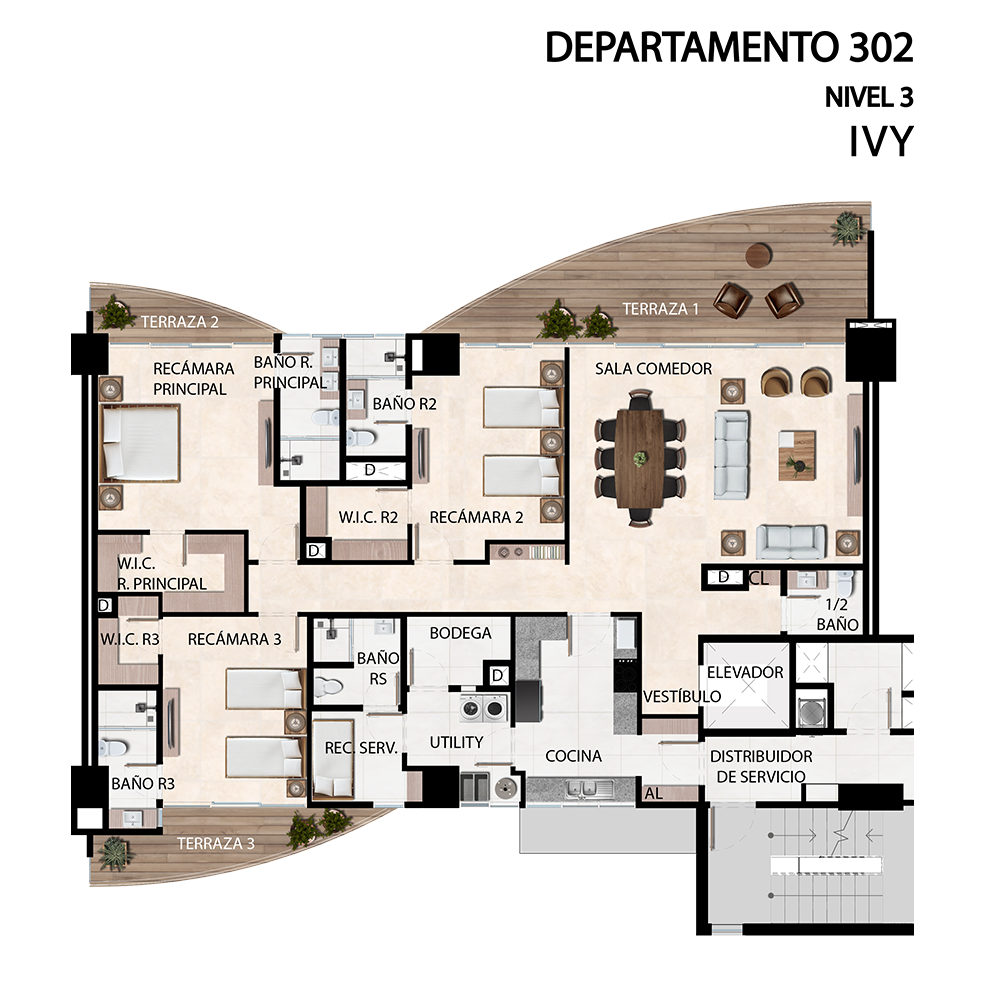 DEPARTAMENTO 302
NIVEL 3
IVY
TERRAZA 1
TERRAZA 2
RECÁMARA
PRINCIPAL
BAÑO R.
PRINCIPAL
BAÑO R2
SALA COMEDOR
D
W.I.C. R2
RECÁMARA 2
D
W.I.C.
R. PRINCIPAL
D
CL
1/2
BAÑO
D
W.I.C. R3
RECÁMARA 3
BAÑO
RS
BODEGA
D
ELEVADOR
VESTÍBULO
REC. SERV.
UTILITY
COCINA
DISTRIBUIDOR
DE SERVICIO
BAÑO R3
AL
TERRAZA 3